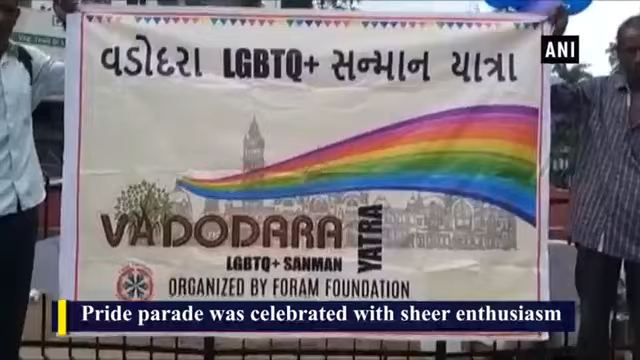 વડોદરા LGBTQ+ સન્માન યાત્રા
ANI
VADODARA
YATRA
LGBTQ+ SANMAN
ORGANIZED BY FORAM FOUNDATION
Pride parade was celebrated with sheer enthusiasm